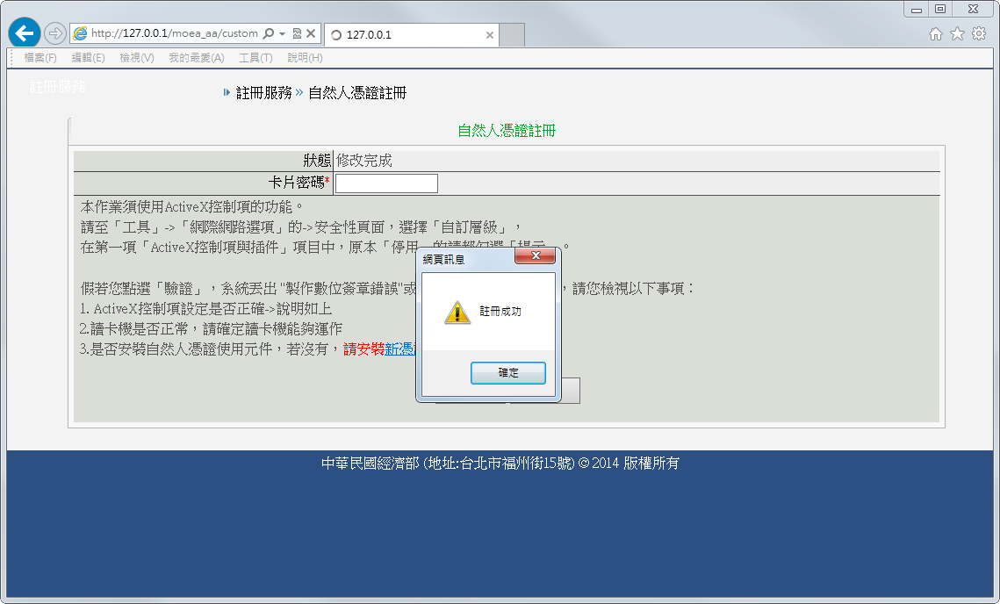 http://127.0.0.1/moea_aa/custom
127.0.0.1
檔案(F) 編輯(E) 檢視(V) 我的最愛(A) 工具(T) 說明(H)
註冊服務
註冊服務 » 自然人憑證註冊
自然人憑證註冊
狀態 修改完成
卡片密碼*
本作業須使用ActiveX控制項的功能。
請至「工具」->「網際網路選項」的->安全性頁面，選擇「自訂層級」，
在第一項「ActiveX控制項與插件」項目中，原本「停用 。
假若您點選「驗證」，系統丟出 "製作數位簽章錯誤"或 ，請您檢視以下事項：
1. ActiveX控制項設定是否正確->說明如上
2.讀卡機是否正常，請確定讀卡機能夠運作
3.是否安裝自然人憑證使用元件，若沒有，請安裝新憑
網頁訊息
註冊成功
確定
中華民國經濟部 (地址:台北市福州街15號) © 2014 版權所有